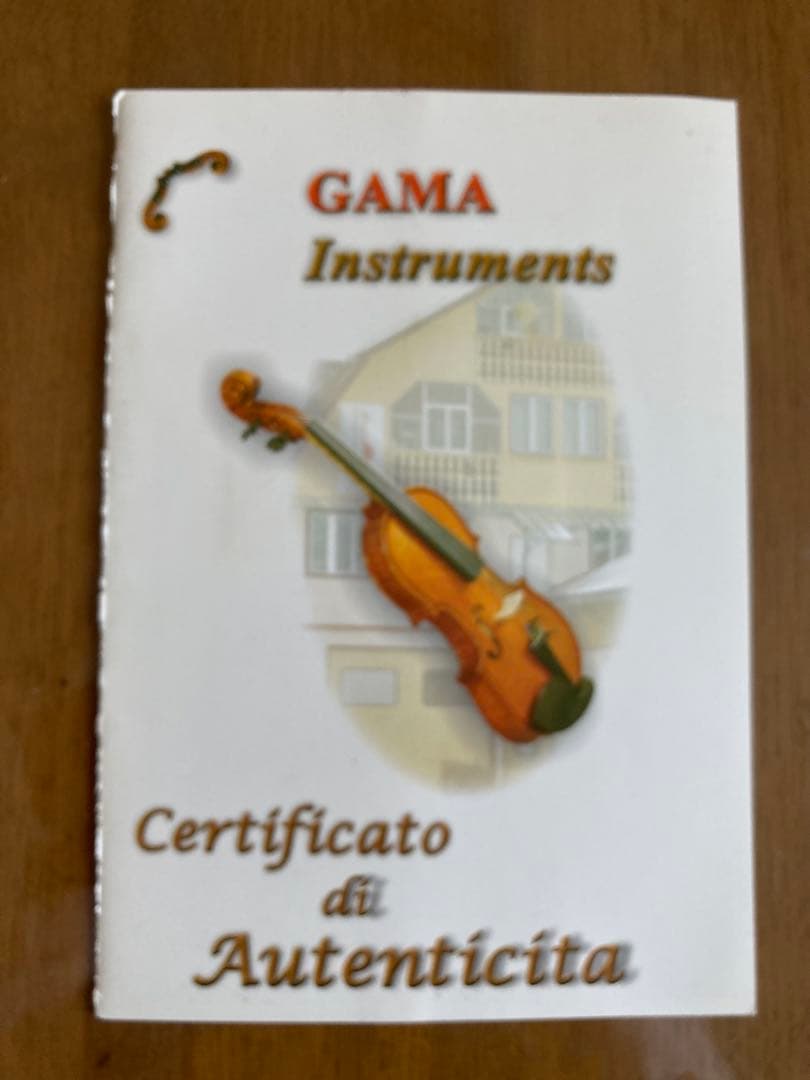 GAMA
Instruments
Certificato
di
Autenticita